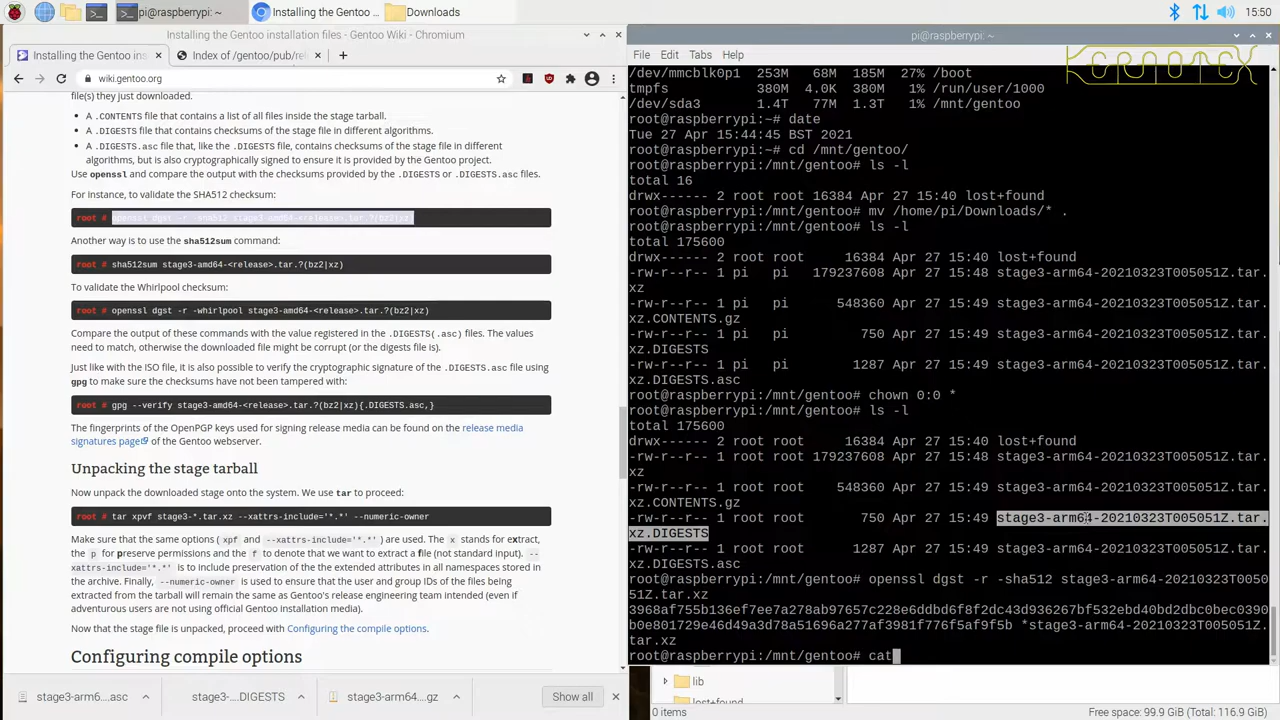 pi@raspberrypi: ~
Installing the Gentoo ...
Downloads
15:50
Installing the Gentoo installation files - Gentoo Wiki - Chromium
Installing the Gentoo inst
Index of /gentoo/pub/rel
wiki.gentoo.org
file(s) they just downloaded.
A .CONTENTS file that contains a list of all files inside the stage tarball.
A .DIGESTS file that contains checksums of the stage file in different algorithms.
A .DIGESTS.asc file that, like the .DIGESTS file, contains checksums of the stage file in different
algorithms, but is also cryptographically signed to ensure it is provided by the Gentoo project.
Use openssl and compare the output with the checksums provided by the .DIGESTS or .DIGESTS.asc files.
For instance, to validate the SHA512 checksum:
root # openssl dgst -r -sha512 stage3-amd64-<release>.tar.?(bz2|xz)
Another way is to use the sha512sum command:
root # sha512sum stage3-amd64-<release>.tar.?(bz2|xz)
To validate the Whirlpool checksum:
root # openssl dgst -r -whirlpool stage3-amd64-<release>.tar.?(bz2|xz)
Compare the output of these commands with the value registered in the .DIGESTS(.asc) files. The values
need to match, otherwise the downloaded file might be corrupt (or the digests file is).
Just like with the ISO file, it is also possible to verify the cryptographic signature of the .DIGESTS.asc file using
gpg to make sure the checksums have not been tampered with:
root # gpg --verify stage3-amd64-<release>.tar.?(bz2|xz){.DIGESTS.asc,}
The fingerprints of the OpenPGP keys used for signing release media can be found on the release media
signatures page of the Gentoo webserver.
Unpacking the stage tarball
Now unpack the downloaded stage onto the system. We use tar to proceed:
root # tar xpvf stage3-*.tar.xz --xattrs-include='*.*' --numeric-owner
Make sure that the same options ( xpf and --xattrs-include='*.*' ) are used. The x stands for extract,
the p for preserve permissions and the f to denote that we want to extract a file (not standard input). --
xattrs-include='*.*' is to include preservation of the extended attributes in all namespaces stored in
the archive. Finally, --numeric-owner is used to ensure that the user and group IDs of the files being
extracted from the tarball will remain the same as Gentoo's release engineering team intended (even if
adventurous users are not using official Gentoo installation media).
Now that the stage file is unpacked, proceed with Configuring the compile options.
Configuring compile options
stage3-arm6....asc
stage3-....DIGESTS
stage3-arm64....gz
Show all
pi@raspberrypi: ~
File Edit Tabs Help
KERNOTEX
/dev/mmcblk0p1 253M 68M 185M 27% /boot
tmpfs 380M 4.0K 380M 1% /run/user/1000
/dev/sda3 1.4T 77M 1.3T 1% /mnt/gentoo
root@raspberrypi:~# date
Tue 27 Apr 15:44:45 BST 2021
root@raspberrypi:~# cd /mnt/gentoo/
root@raspberrypi:/mnt/gentoo# ls -l
total 16
drwx------ 2 root root 16384 Apr 27 15:40 lost+found
root@raspberrypi:/mnt/gentoo# mv /home/pi/Downloads/* .
root@raspberrypi:/mnt/gentoo# ls -l
total 175600
drwx------ 2 root root 16384 Apr 27 15:40 lost+found
-rw-r--r-- 1 pi pi 179237608 Apr 27 15:48 stage3-arm64-20210323T005051Z.tar.
xz
-rw-r--r-- 1 pi pi 548360 Apr 27 15:49 stage3-arm64-20210323T005051Z.tar.
xz.CONTENTS.gz
-rw-r--r-- 1 pi pi 750 Apr 27 15:49 stage3-arm64-20210323T005051Z.tar.
xz.DIGESTS
-rw-r--r-- 1 pi pi 1287 Apr 27 15:49 stage3-arm64-20210323T005051Z.tar.
xz.DIGESTS.asc
root@raspberrypi:/mnt/gentoo# chown 0:0 *
root@raspberrypi:/mnt/gentoo# ls -l
total 175600
drwx------ 2 root root 16384 Apr 27 15:40 lost+found
-rw-r--r-- 1 root root 179237608 Apr 27 15:48 stage3-arm64-20210323T005051Z.tar.
xz
-rw-r--r-- 1 root root 548360 Apr 27 15:49 stage3-arm64-20210323T005051Z.tar.
xz.CONTENTS.gz
-rw-r--r-- 1 root root 750 Apr 27 15:49 stage3-arm64-20210323T005051Z.tar.
xz.DIGESTS
-rw-r--r-- 1 root root 1287 Apr 27 15:49 stage3-arm64-20210323T005051Z.tar.
xz.DIGESTS.asc
root@raspberrypi:/mnt/gentoo# openssl dgst -r -sha512 stage3-arm64-20210323T0050
51Z.tar.xz
3968af755b136ef7ee7a278ab97657c228e6ddbd6f8f2dc43d936267bf532ebd40bd2dbc0bec0390
b0e801729e46d49a3d78a51696a277af3981f776f5af9f5b *stage3-arm64-20210323T005051Z.
tar.xz
root@raspberrypi:/mnt/gentoo# cat
lib
lost+found
0 items
Free space: 99.9 GiB (Total: 116.9 GiB)